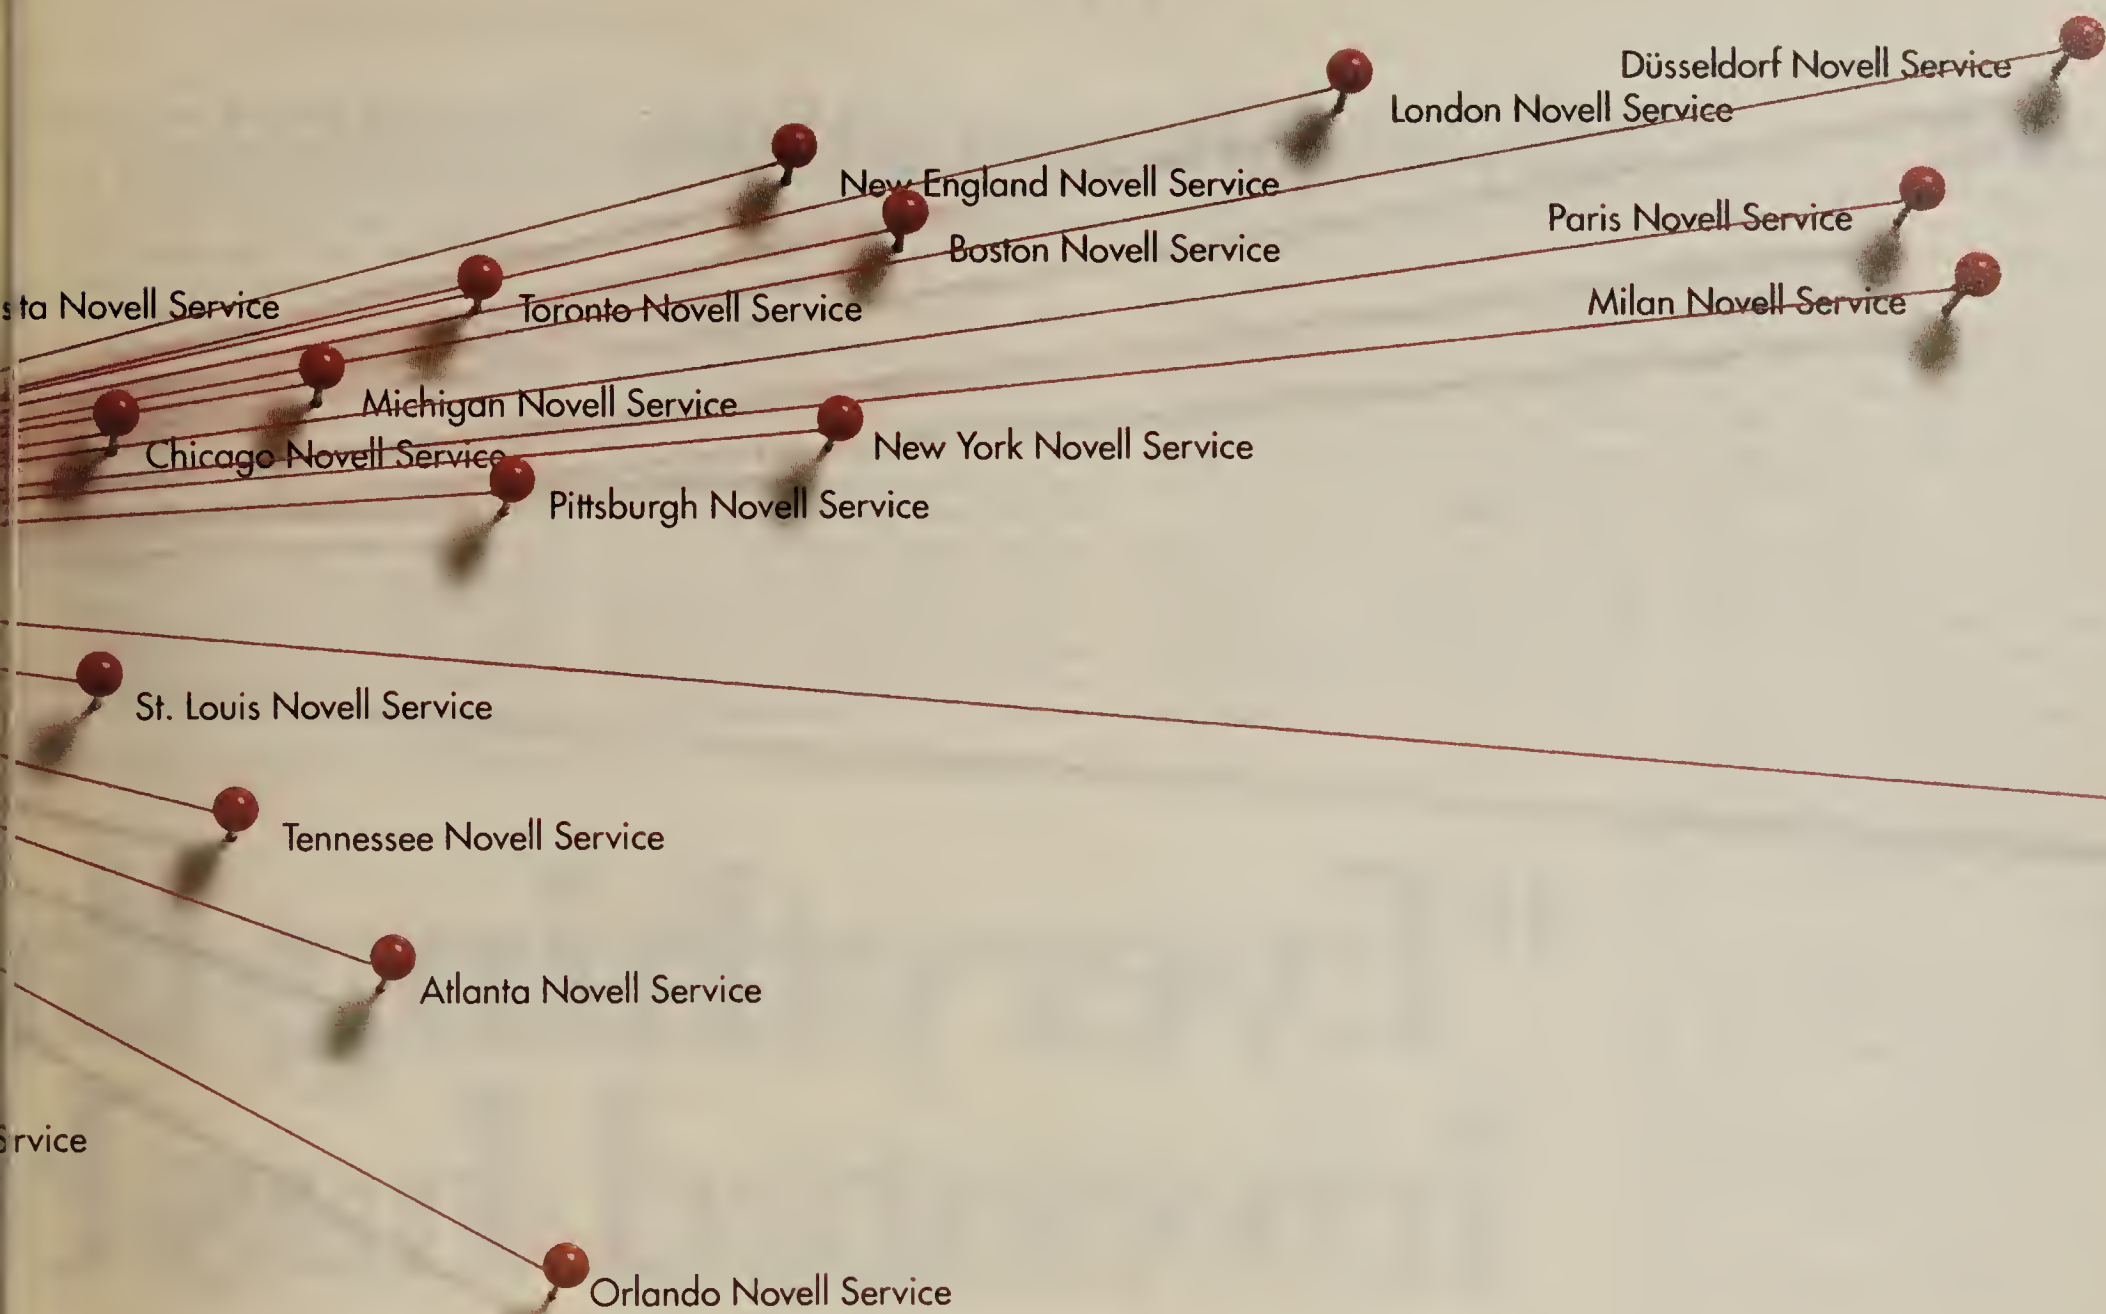 Düsseldorf Novell Service
London Novell Service
New England Novell Service
Paris Novell Service
Boston Novell Service
Milan Novell Service
Novell Service
Toronto Novell Service
Michigan Novell Service
New York Novell Service
Chicago Novell Service
Pittsburgh Novell Service
St. Louis Novell Service
Tennessee Novell Service
Atlanta Novell Service
Orlando Novell Service